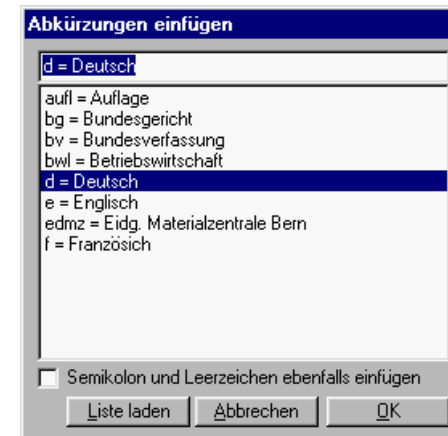 Abkürzungen einfügen
d = Deutsch
aufl = Auflage
bg = Bundesgericht
bv = Bundesverfassung
bwl = Betriebswirtschaft
d = Deutsch
e = Englisch
edmz = Eidg. Materialzentrale Bern
f = Französich
Semikolon und Leerzeichen ebenfalls einfügen
Liste laden Abbrechen OK